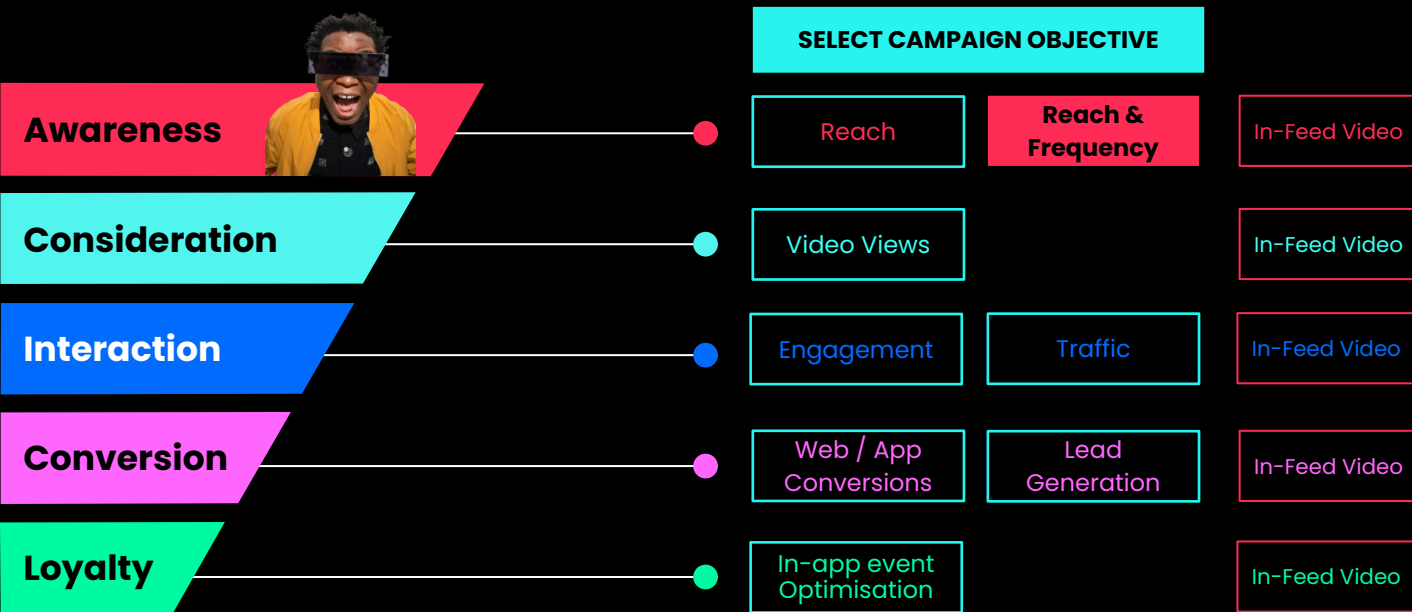 SELECT CAMPAIGN OBJECTIVE
Awareness
Reach
Reach &
Frequency
In-Feed Video
Consideration
Video Views
In-Feed Video
Interaction
Engagement
Traffic
In-Feed Video
Conversion
Web / App
Conversions
Lead
Generation
In-Feed Video
Loyalty
In-app event
Optimisation
In-Feed Video